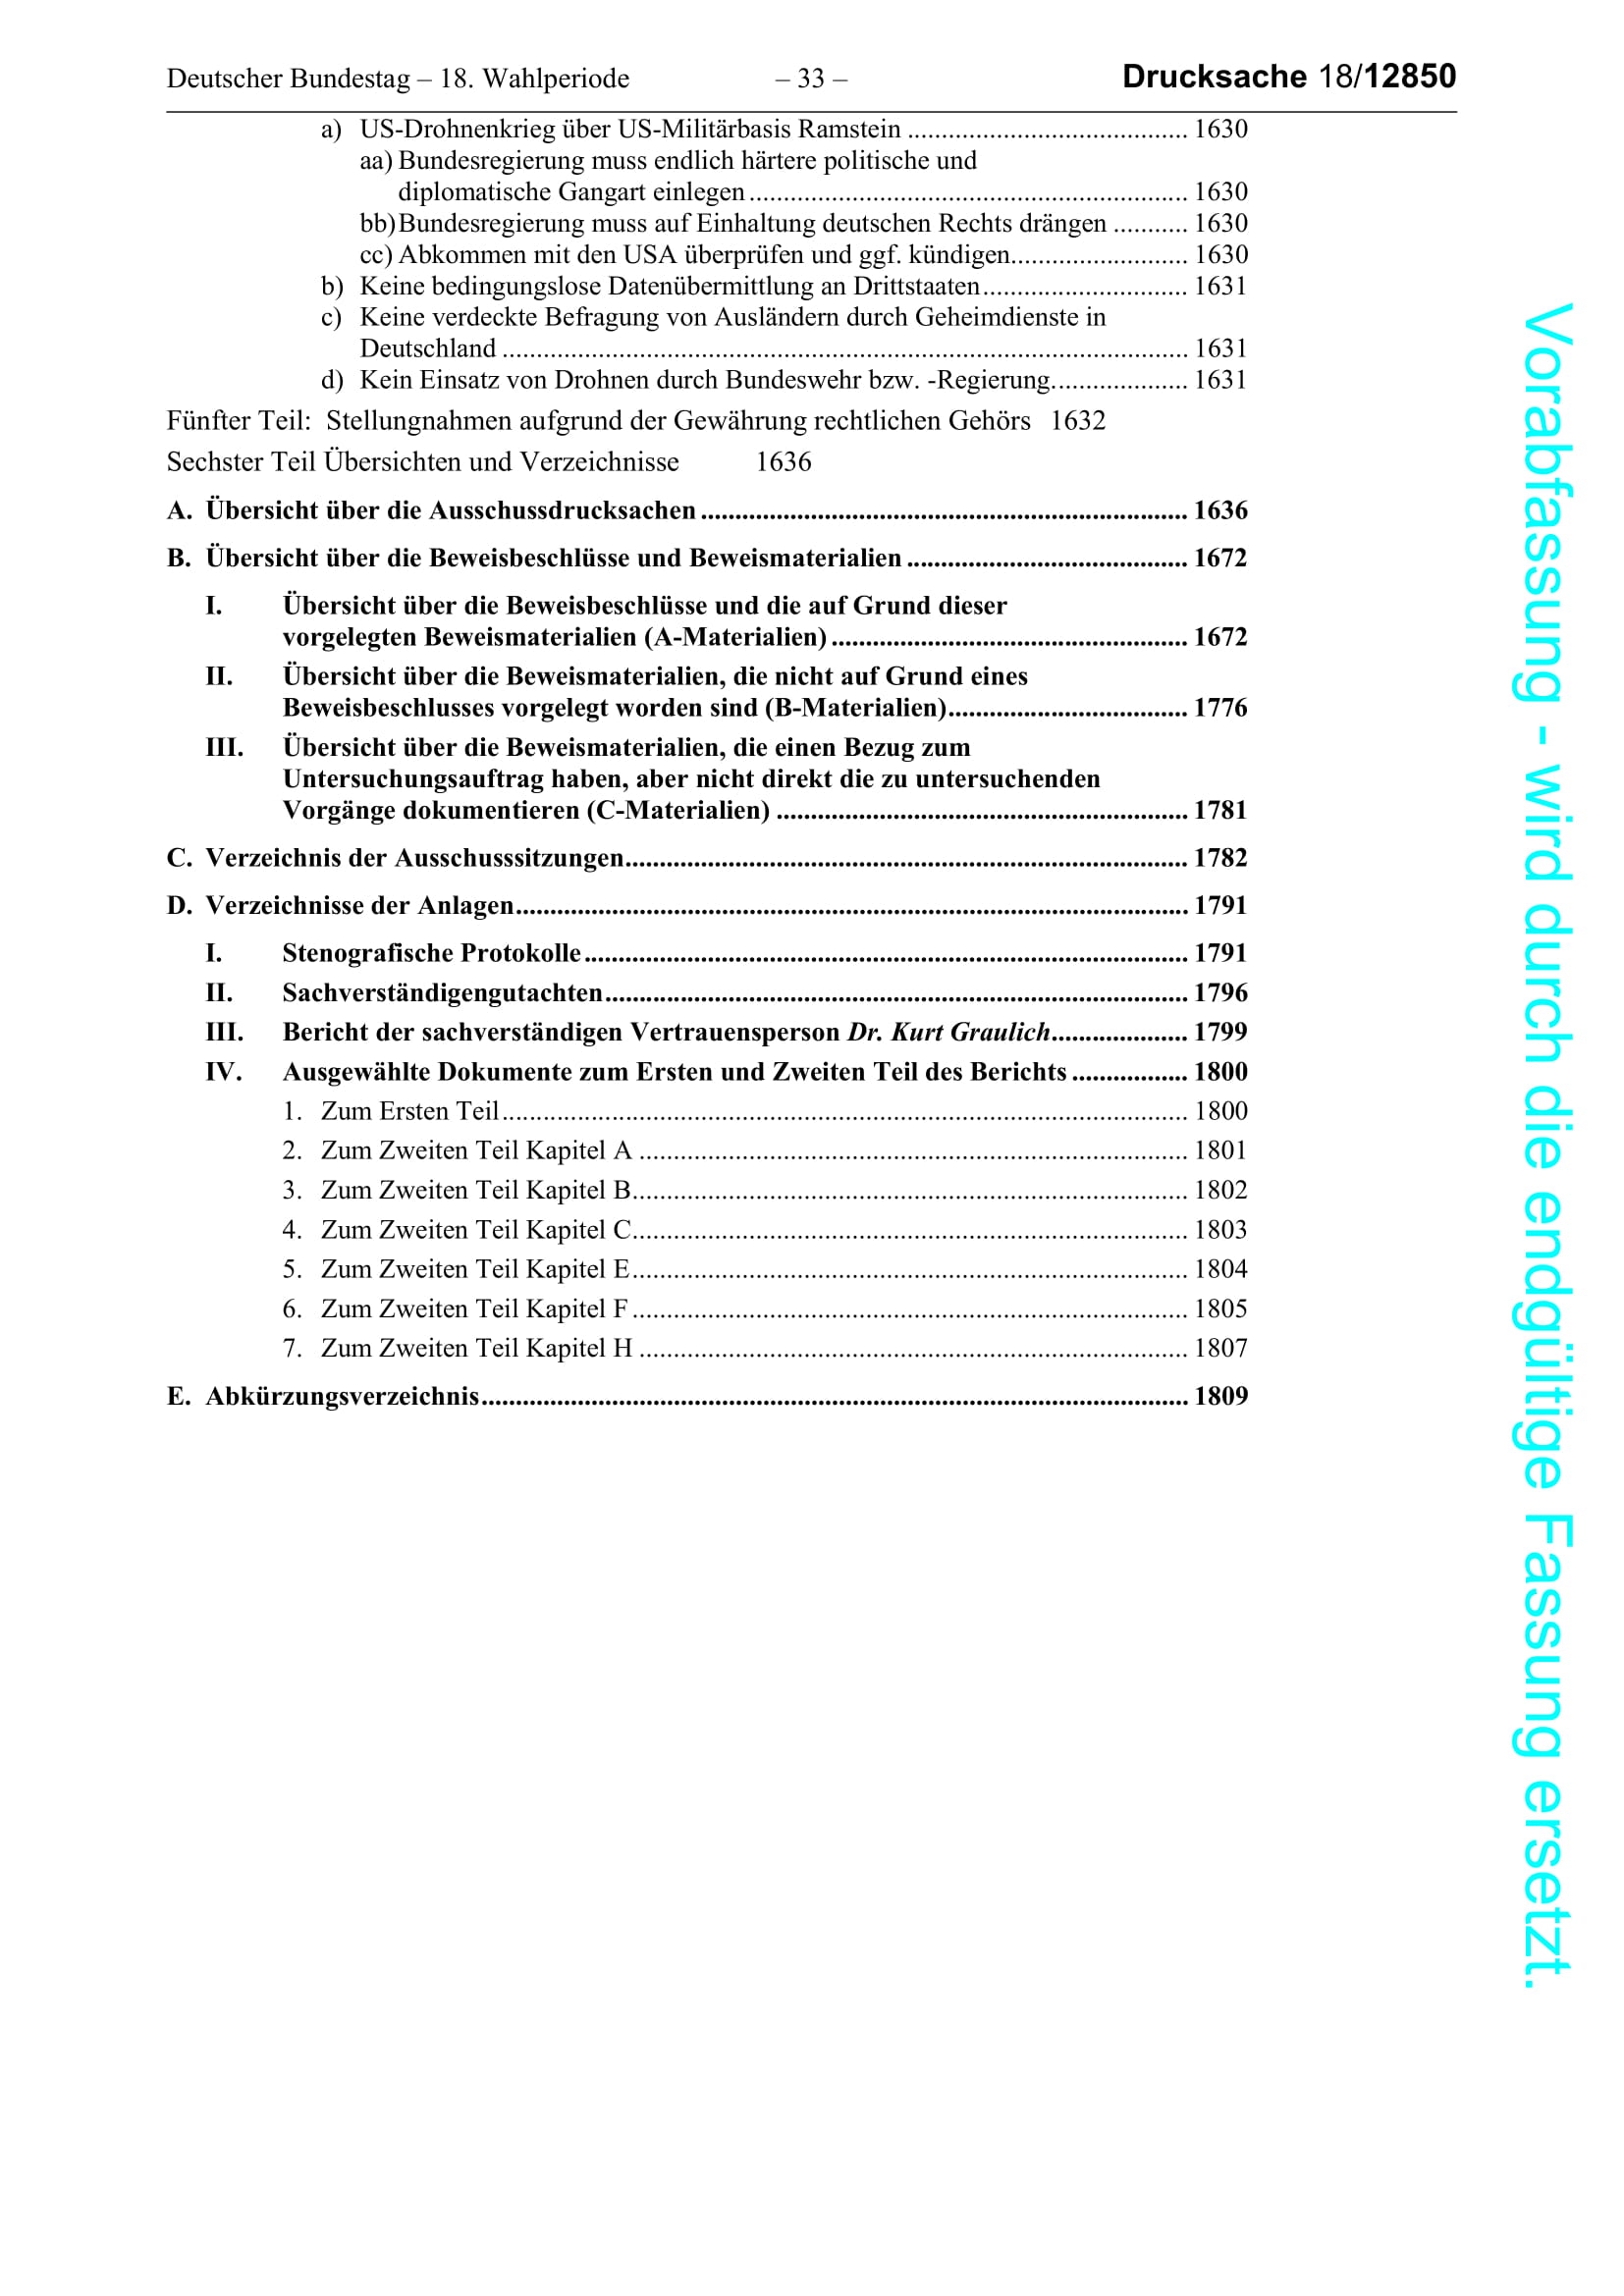 Deutscher Bundestag – 18. Wahlperiode – 33 – Drucksache 18/12850
a) US-Drohnenkrieg über US-Militärbasis Ramstein ......................................... 1630
aa) Bundesregierung muss endlich härtere politische und
diplomatische Gangart einlegen ................................................................ 1630
bb) Bundesregierung muss auf Einhaltung deutschen Rechts drängen ........... 1630
cc) Abkommen mit den USA überprüfen und ggf. kündigen.......................... 1630
b) Keine bedingungslose Datenübermittlung an Drittstaaten.............................. 1631
c) Keine verdeckte Befragung von Ausländern durch Geheimdienste in
Deutschland .................................................................................................... 1631
d) Kein Einsatz von Drohnen durch Bundeswehr bzw. -Regierung.................... 1631
Fünfter Teil: Stellungnahmen aufgrund der Gewährung rechtlichen Gehörs 1632
Sechster Teil Übersichten und Verzeichnisse 1636
A. Übersicht über die Ausschussdrucksachen ....................................................................... 1636
B. Übersicht über die Beweisbeschlüsse und Beweismaterialien ......................................... 1672
I. Übersicht über die Beweisbeschlüsse und die auf Grund dieser
vorgelegten Beweismaterialien (A-Materialien) .................................................... 1672
II. Übersicht über die Beweismaterialien, die nicht auf Grund eines
Beweisbeschlusses vorgelegt worden sind (B-Materialien)................................... 1776
III. Übersicht über die Beweismaterialien, die einen Bezug zum
Untersuchungsauftrag haben, aber nicht direkt die zu untersuchenden
Vorgänge dokumentieren (C-Materialien) ............................................................ 1781
C. Verzeichnis der Ausschusssitzungen.................................................................................. 1782
D. Verzeichnisse der Anlagen.................................................................................................. 1791
I. Stenografische Protokolle........................................................................................ 1791
II. Sachverständigengutachten..................................................................................... 1796
III. Bericht der sachverständigen Vertrauensperson Dr. Kurt Graulich.................... 1799
IV. Ausgewählte Dokumente zum Ersten und Zweiten Teil des Berichts ................. 1800
1. Zum Ersten Teil.................................................................................................... 1800
2. Zum Zweiten Teil Kapitel A ................................................................................ 1801
3. Zum Zweiten Teil Kapitel B................................................................................. 1802
4. Zum Zweiten Teil Kapitel C................................................................................. 1803
5. Zum Zweiten Teil Kapitel E................................................................................. 1804
6. Zum Zweiten Teil Kapitel F................................................................................. 1805
7. Zum Zweiten Teil Kapitel H ................................................................................ 1807
E. Abkürzungsverzeichnis....................................................................................................... 1809
Vorabfassung - wird durch die endgültige Fassung ersetzt.